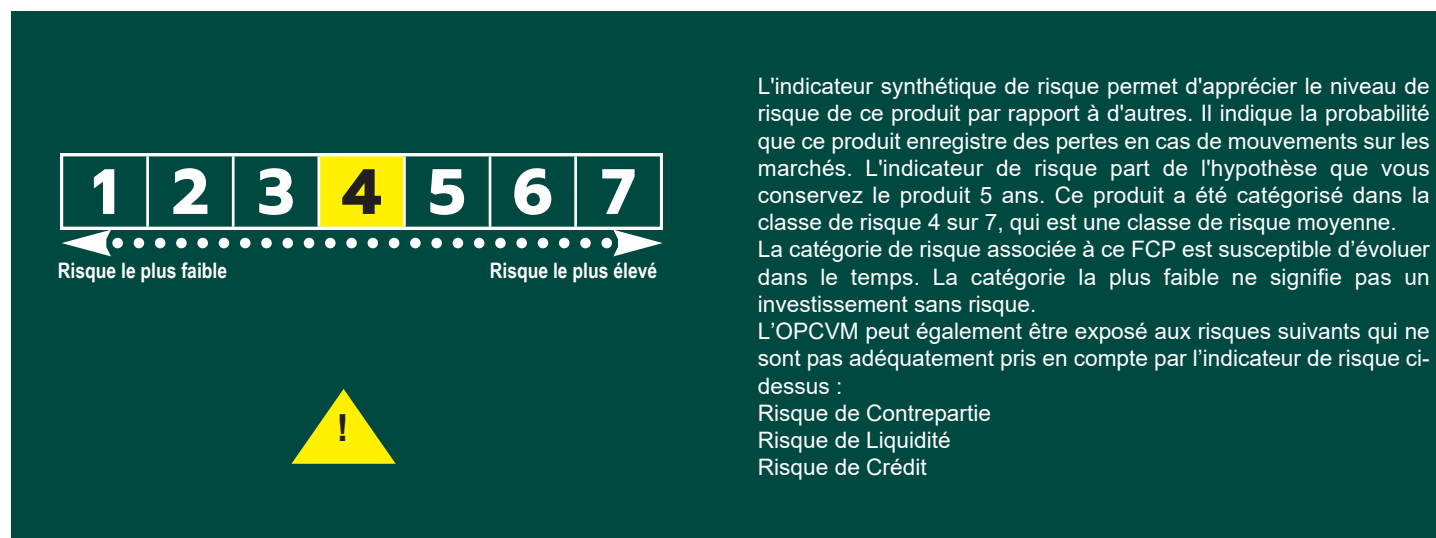 1 2 3 4 5 6 7
Risque le plus faible Risque le plus élevé
!
L'indicateur synthétique de risque permet d'apprécier le niveau de
risque de ce produit par rapport à d'autres. Il indique la probabilité
que ce produit enregistre des pertes en cas de mouvements sur les
marchés. L'indicateur de risque part de l'hypothèse que vous
conservez le produit 5 ans. Ce produit a été catégorisé dans la
classe de risque 4 sur 7, qui est une classe de risque moyenne.
La catégorie de risque associée à ce FCP est susceptible d’évoluer
dans le temps. La catégorie la plus faible ne signifie pas un
investissement sans risque.
L’OPCVM peut également être exposé aux risques suivants qui ne
sont pas adéquatement pris en compte par l’indicateur de risque ci-
dessus :
Risque de Contrepartie
Risque de Liquidité
Risque de Crédit